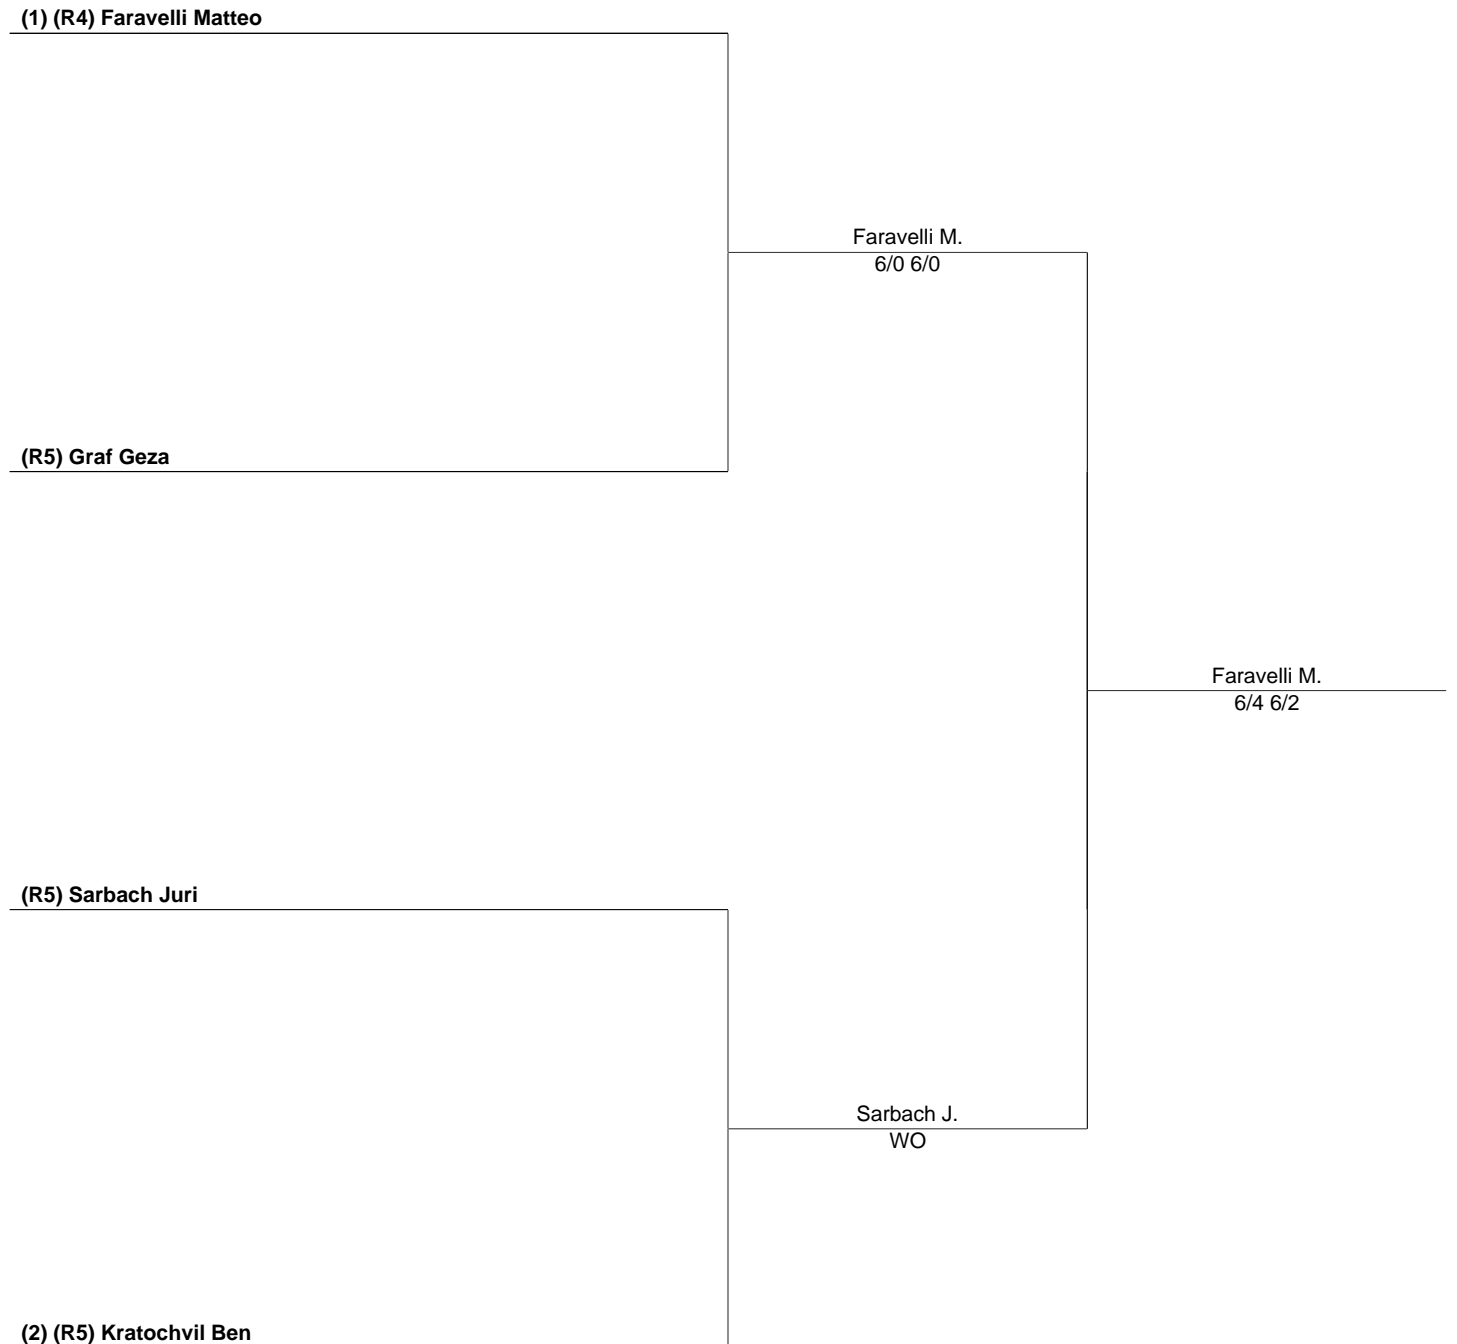 (1) (R4) Faravelli Matteo
Faravelli M.
6/0 6/0
(R5) Graf Geza
Faravelli M.
6/4 6/2
(R5) Sarbach Juri
Sarbach J.
WO
(2) (R5) Kratochvil Ben